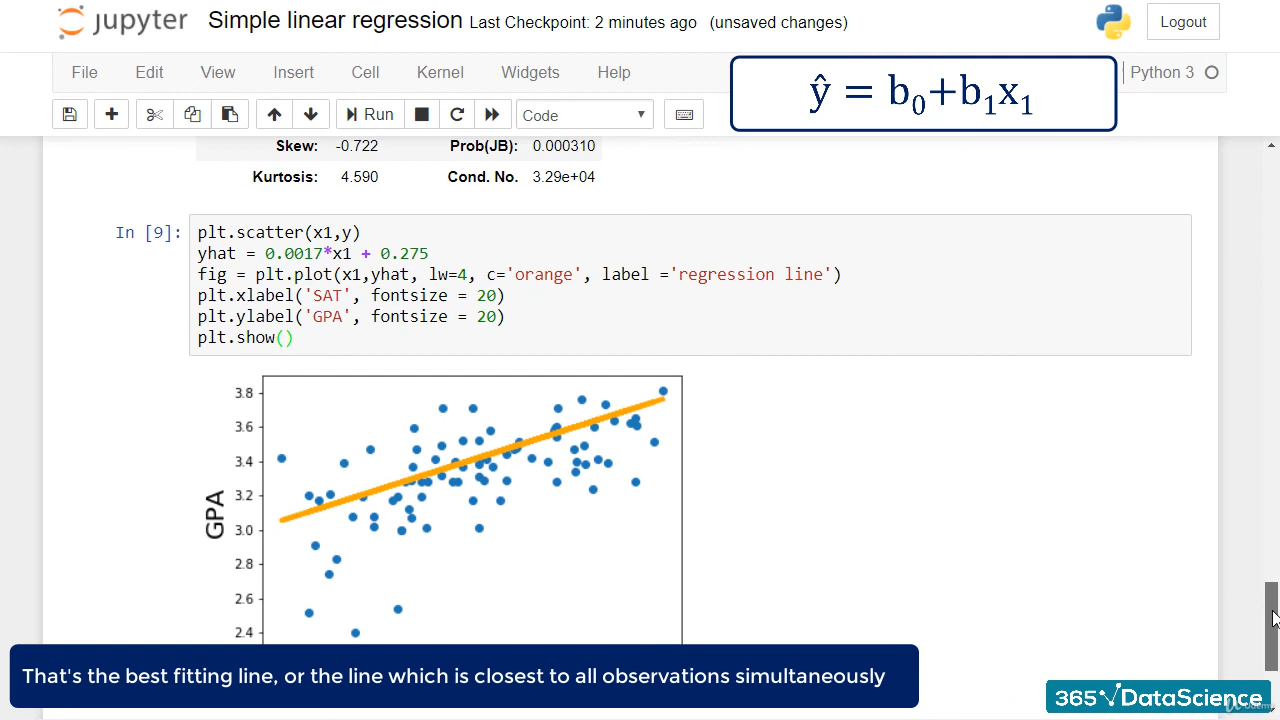 jupyter Simple linear regression Last Checkpoint: 2 minutes ago (unsaved changes) Logout
File Edit View Insert Cell Kernel Widgets Help Python 3
ŷ = b₀+b₁x₁
Run Code
Skew: -0.722 Prob(JB): 0.000310
Kurtosis: 4.590 Cond. No. 3.29e+04
In [9]: plt.scatter(x1,y)
yhat = 0.0017*x1 + 0.275
fig = plt.plot(x1,yhat, lw=4, c='orange', label ='regression line')
plt.xlabel('SAT', fontsize = 20)
plt.ylabel('GPA', fontsize = 20)
plt.show()
3.8
3.6
3.4
3.2
GPA
3.0
2.8
2.6
2.4
That's the best fitting line, or the line which is closest to all observations simultaneously
365 DataScience
Udemy